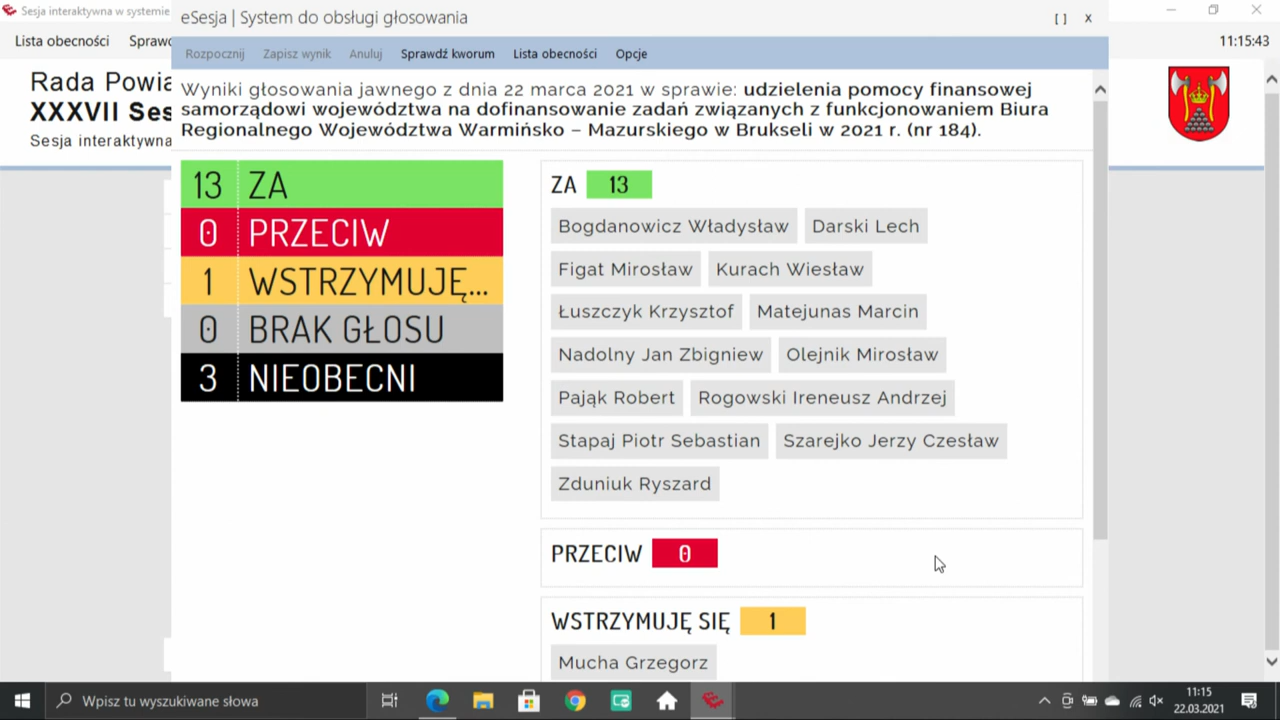 Sesja interaktywna w systemie
eSesja | System do obsługi głosowania
[ ] X
Lista obecności
11:15:43
Rozpocznij Zapisz wynik Anuluj Sprawdź kworum Lista obecności Opcje
Rada Powia
XXXVII Ses
Sesja interaktywna
Wyniki głosowania jawnego z dnia 22 marca 2021 w sprawie: udzielenia pomocy finansowej
samorządowi województwa na dofinansowanie zadań związanych z funkcjonowaniem Biura
Regionalnego Województwa Warmińsko – Mazurskiego w Brukseli w 2021 r. (nr 184).
13 ZA
0 PRZECIW
1 WSTRZYMUJĘ...
0 BRAK GŁOSU
3 NIEOBECNI
ZA 13
Bogdanowicz Władysław Darski Lech
Figat Mirosław Kurach Wiesław
Łuszczyk Krzysztof Matejunas Marcin
Nadolny Jan Zbigniew Olejnik Mirosław
Pająk Robert Rogowski Ireneusz Andrzej
Stapaj Piotr Sebastian Szarejko Jerzy Czesław
Zduniuk Ryszard
PRZECIW 0
WSTRZYMUJĘ SIĘ 1
Mucha Grzegorz
Wpisz tu wyszukiwane słowa
11:15
22.03.2021